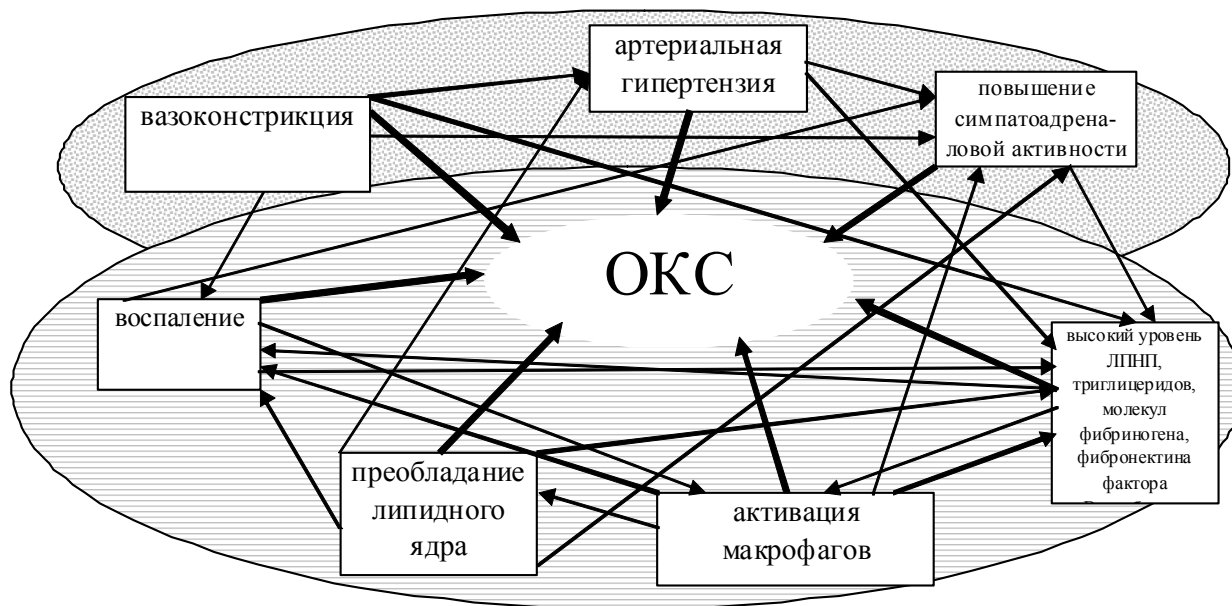 артериальная
гипертензия
повышение
симпатоадрена-
ловой активности
вазоконстрикция
ОКС
воспаление
высокий уровень
ЛПНП,
триглицеридов,
молекул
фибриногена,
фибронектина
фактора
преобладание
липидного
ядра
активация
макрофагов